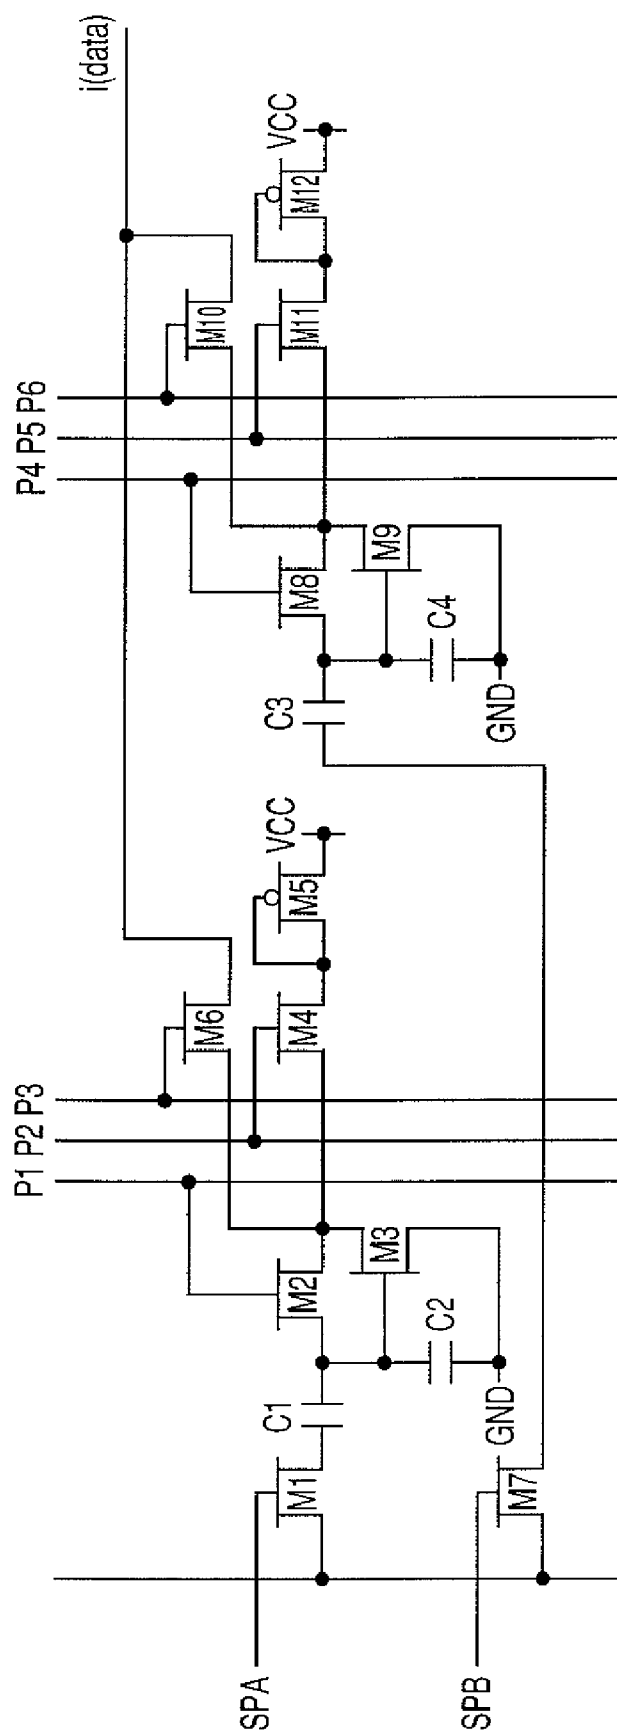 i(data)
VCC
M12
M10
M11
P4 P5 P6
M8
M9
C3
C4
GND
VCC
M5
M6
M4
P1 P2 P3
M2
M3
C1
C2
GND
M1
M7
SPA
SPB